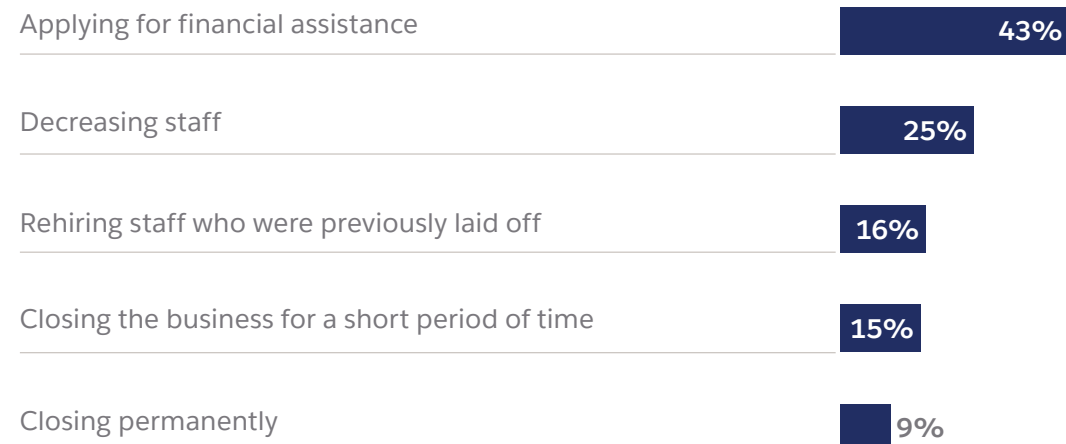 Applying for financial assistance 43%
Decreasing staff 25%
Rehiring staff who were previously laid off 16%
Closing the business for a short period of time 15%
Closing permanently 9%